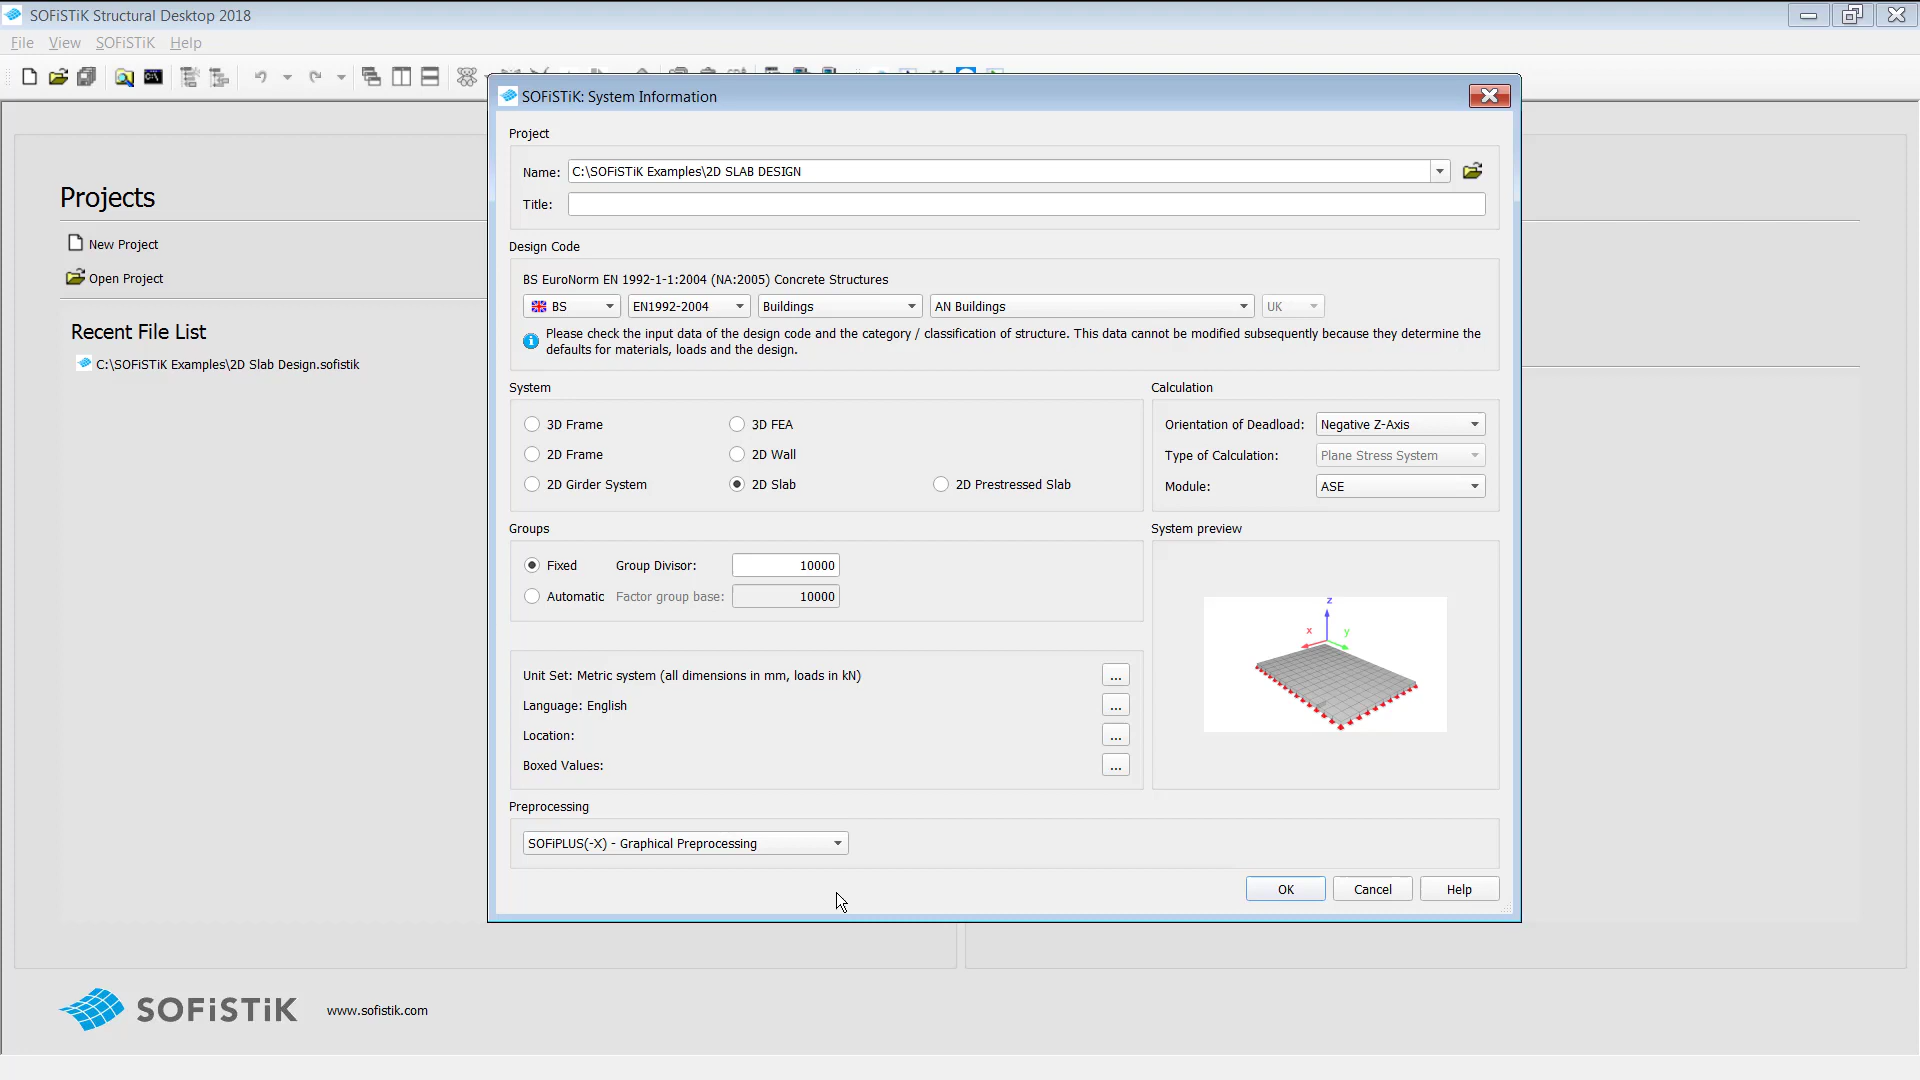 SOFiSTiK Structural Desktop 2018
File View SOFiSTiK Help
SOFiSTiK: System Information
Project
Name: C:\SOFiSTiK Examples\2D SLAB DESIGN
Title:
Design Code
BS EuroNorm EN 1992-1-1:2004 (NA:2005) Concrete Structures
BS EN1992-2004 Buildings AN Buildings UK
Please check the input data of the design code and the category / classification of structure. This data cannot be modified subsequently because they determine the
defaults for materials, loads and the design.
System
3D Frame 3D FEA
2D Frame 2D Wall
2D Girder System 2D Slab 2D Prestressed Slab
Calculation
Orientation of Deadload: Negative Z-Axis
Type of Calculation: Plane Stress System
Module: ASE
Groups
Fixed Group Divisor: 10000
Automatic Factor group base: 10000
System preview
z
x y
Unit Set: Metric system (all dimensions in mm, loads in kN) ...
Language: English ...
Location: ...
Boxed Values: ...
Preprocessing
SOFiPLUS(-X) - Graphical Preprocessing
OK Cancel Help
Projects
New Project
Open Project
Recent File List
C:\SOFiSTiK Examples\2D Slab Design.sofistik
SOFiSTiK www.sofistik.com